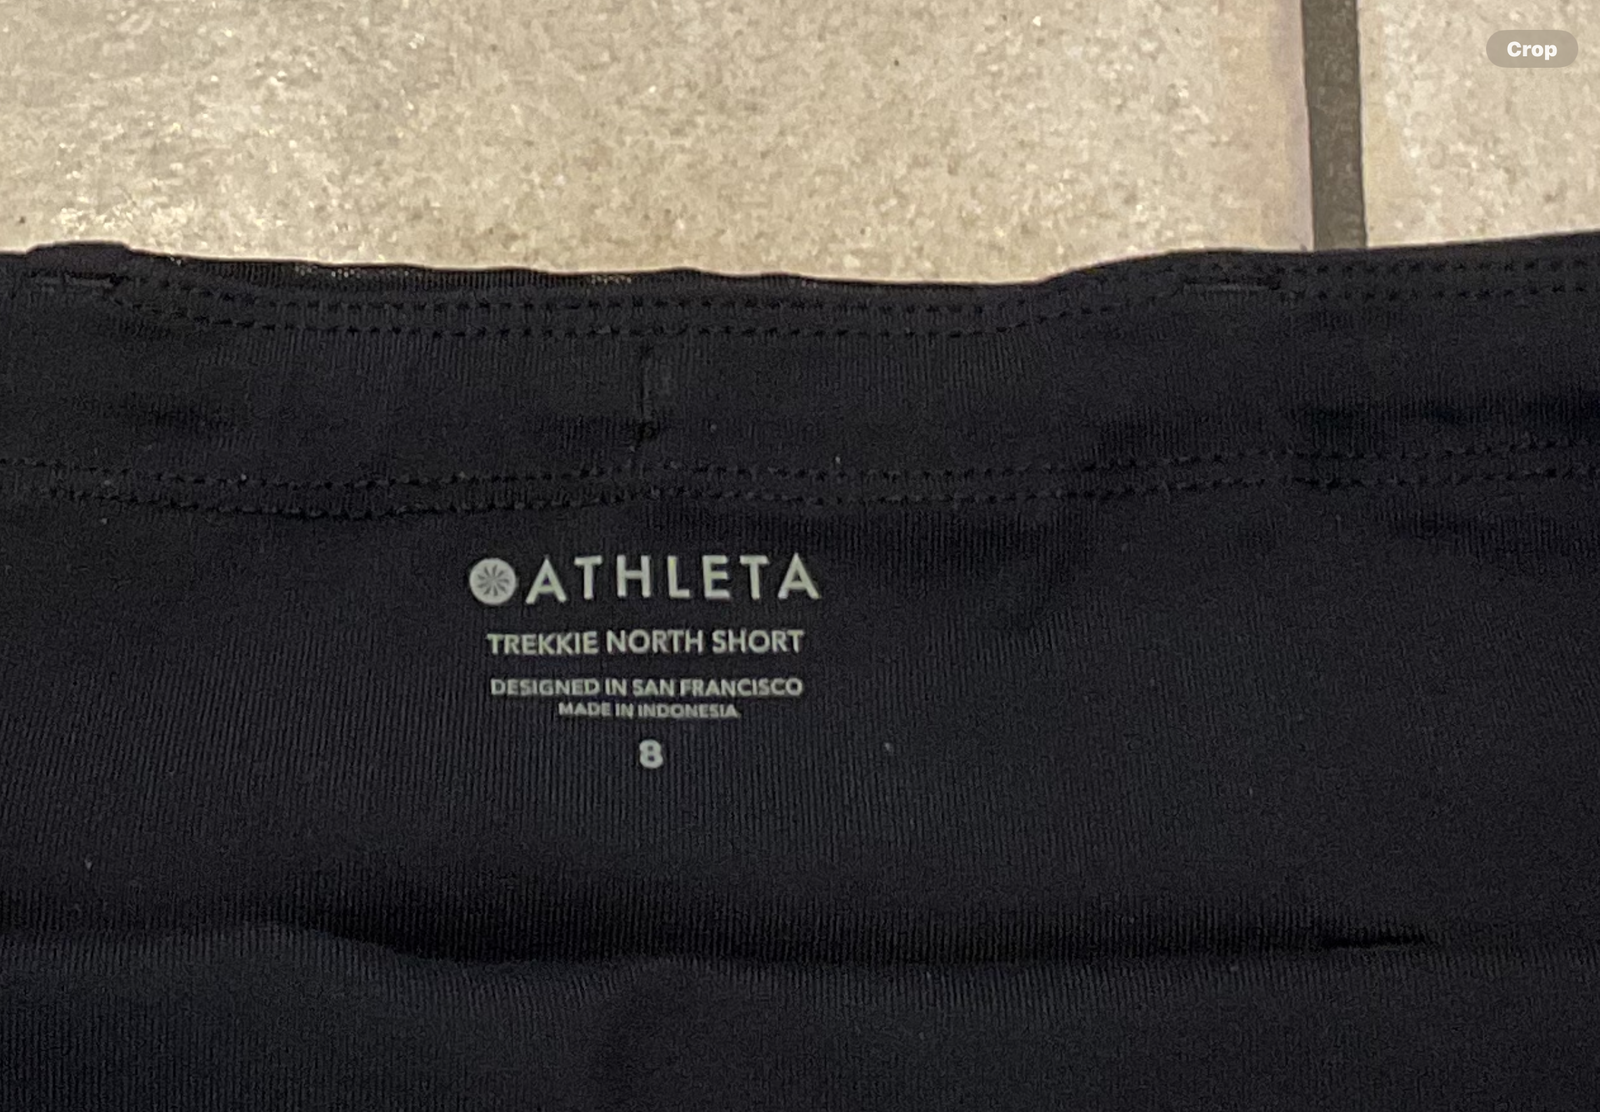 Crop
ATHLETA
TREKKIE NORTH SHORT
DESIGNED IN SAN FRANCISCO
MADE IN INDONESIA
8